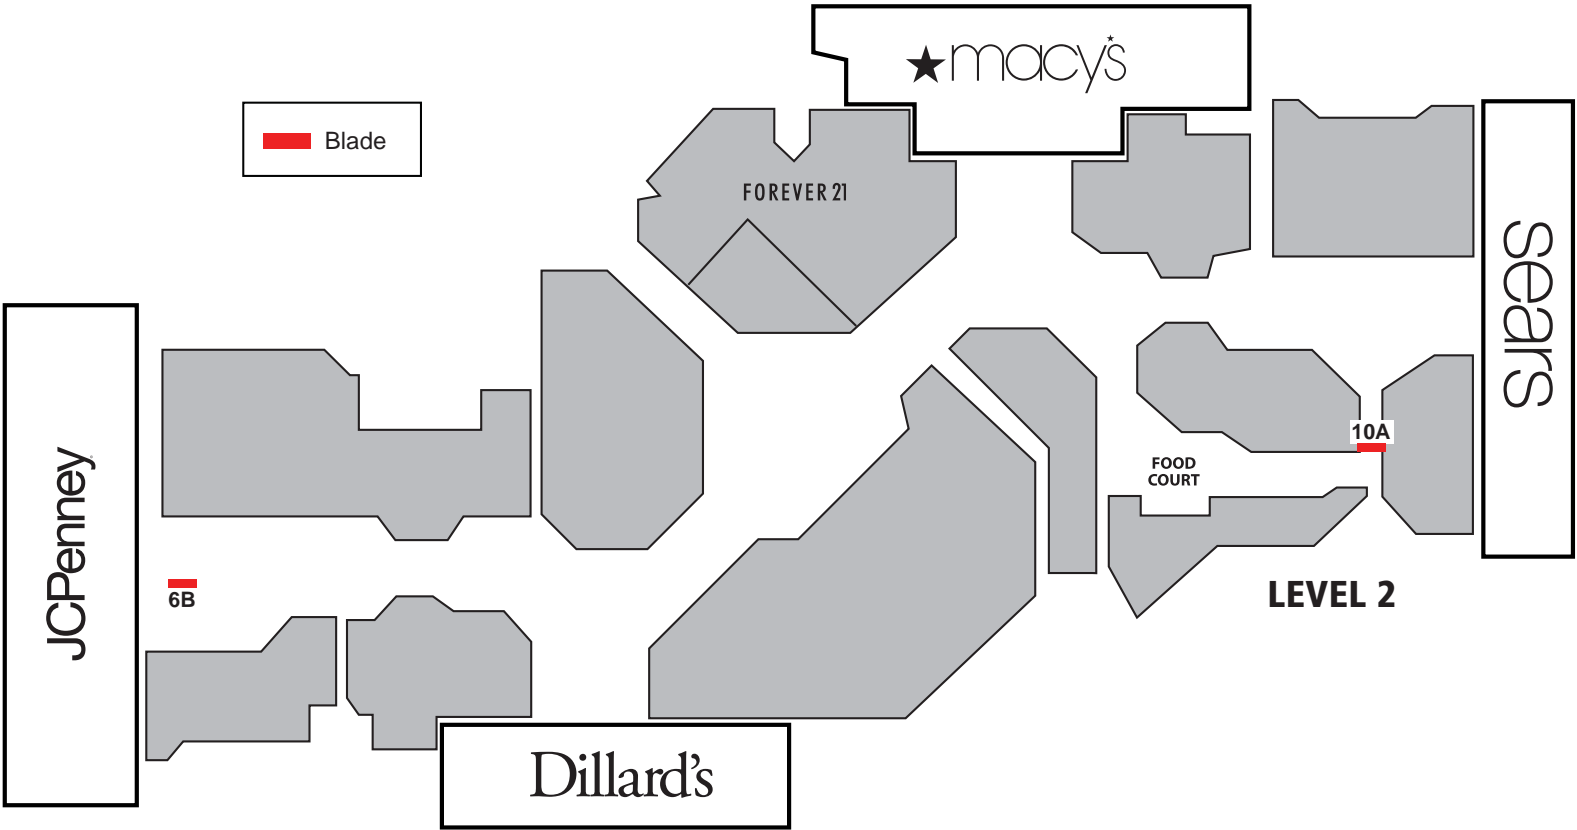 ★macy's
Blade
FOREVER 21
sears
10A
FOOD
COURT
JCPenney
6B
LEVEL 2
Dillard's